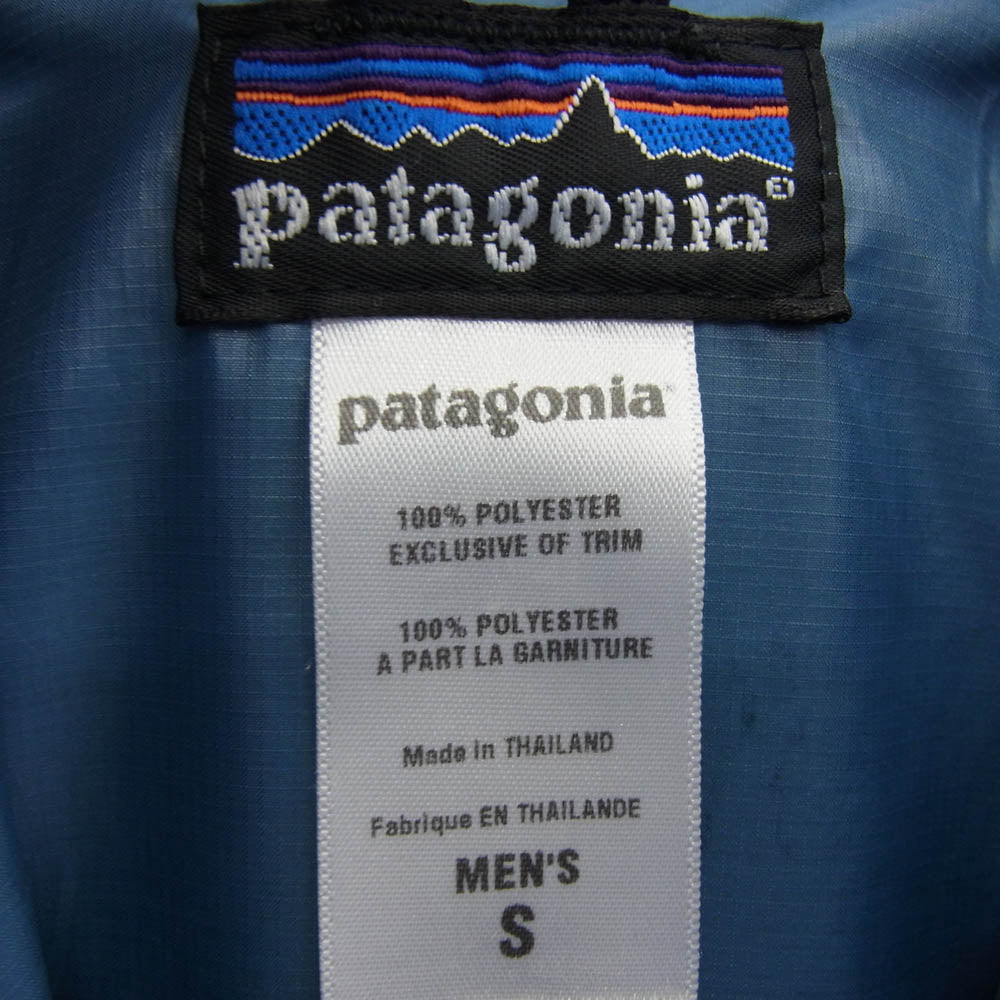 patagonia®
patagonia
100% POLYESTER
EXCLUSIVE OF TRIM
100% POLYESTER
A PART LA GARNITURE
Made in THAILAND
Fabrique EN THAILANDE
MEN'S
S